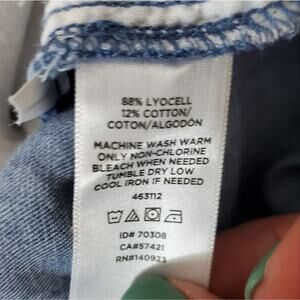 88% LYOCELL
12% COTTON/
COTON/ALGODÓN
MACHINE WASH WARM
ONLY NON-CHLORINE
BLEACH WHEN NEEDED
TUMBLE DRY LOW
COOL IRON IF NEEDED
463112
ID# 70308
CA#57421
RN#140923